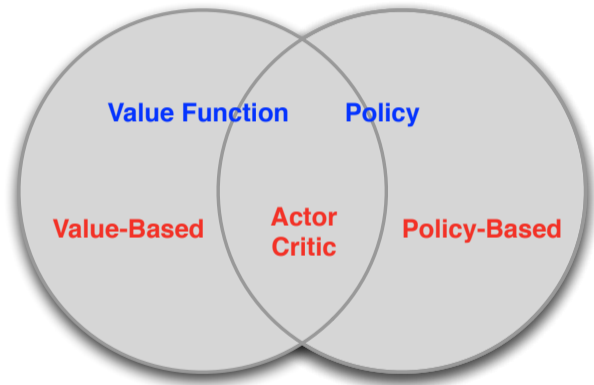 Value Function
Policy
Value-Based
Actor
Critic
Policy-Based